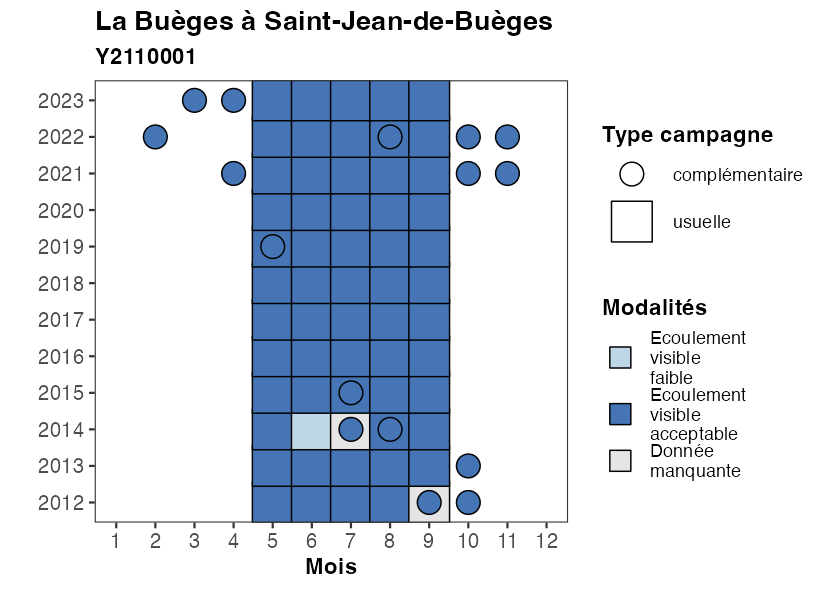 La Buèges à Saint-Jean-de-Buèges
Y2110001
2023
2022
2021
2020
2019
2018
2017
2016
2015
2014
2013
2012
1 2 3 4 5 6 7 8 9 10 11 12
Mois
Type campagne
complémentaire
usuelle
Modalités
Ecoulement
visible
faible
Ecoulement
visible
acceptable
Donnée
manquante